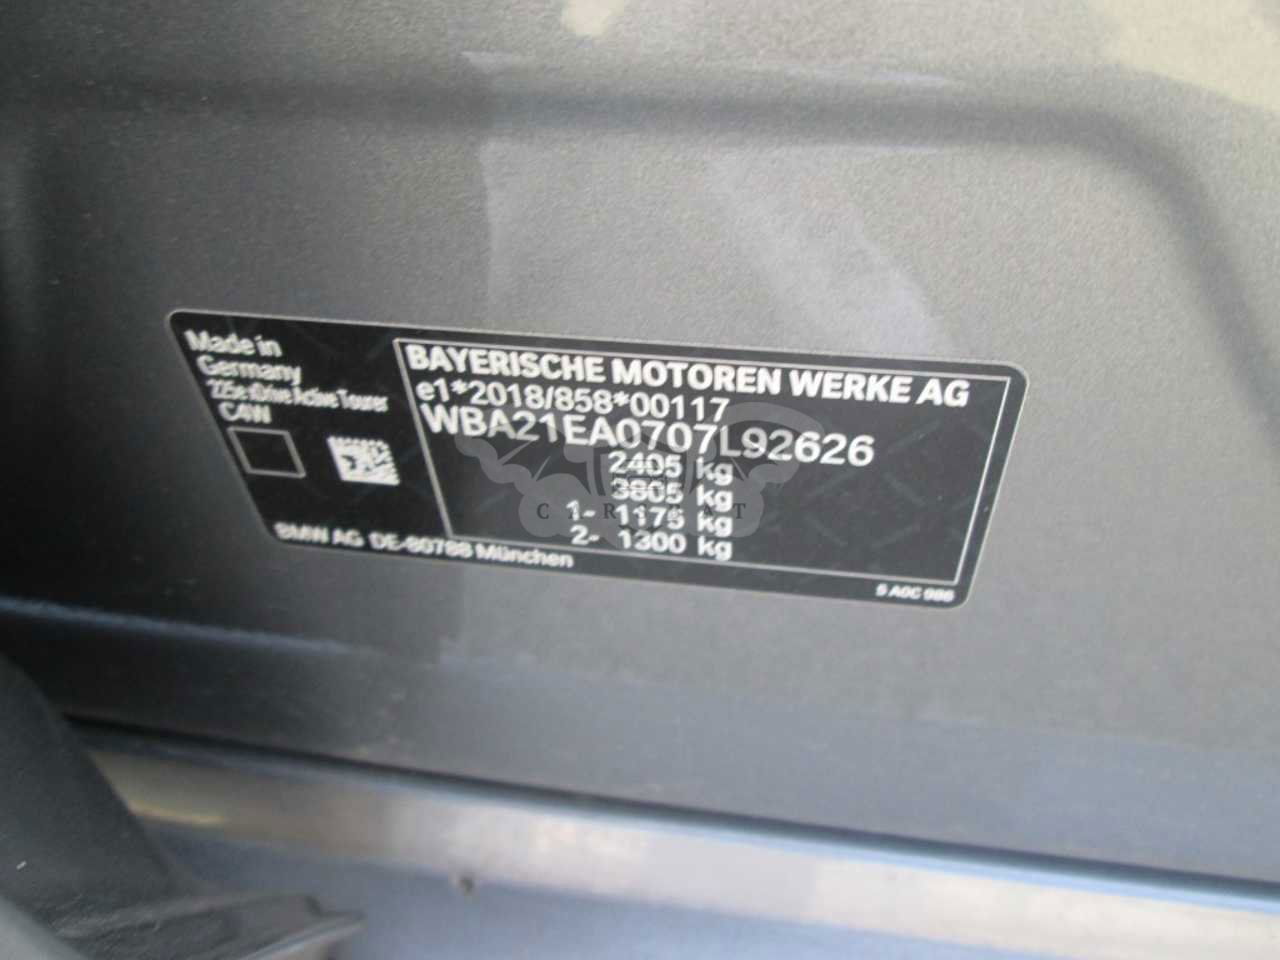 Made in
Germany
225e xDrive Active Tourer
C4W
BMW AG DE-80788 München
BAYERISCHE MOTOREN WERKE AG
e1*2018/858*00117
WBA21EA0707L92626
2405 kg
3805 kg
1- 1175 kg
2- 1300 kg
5 A0C 986
CARSCAT